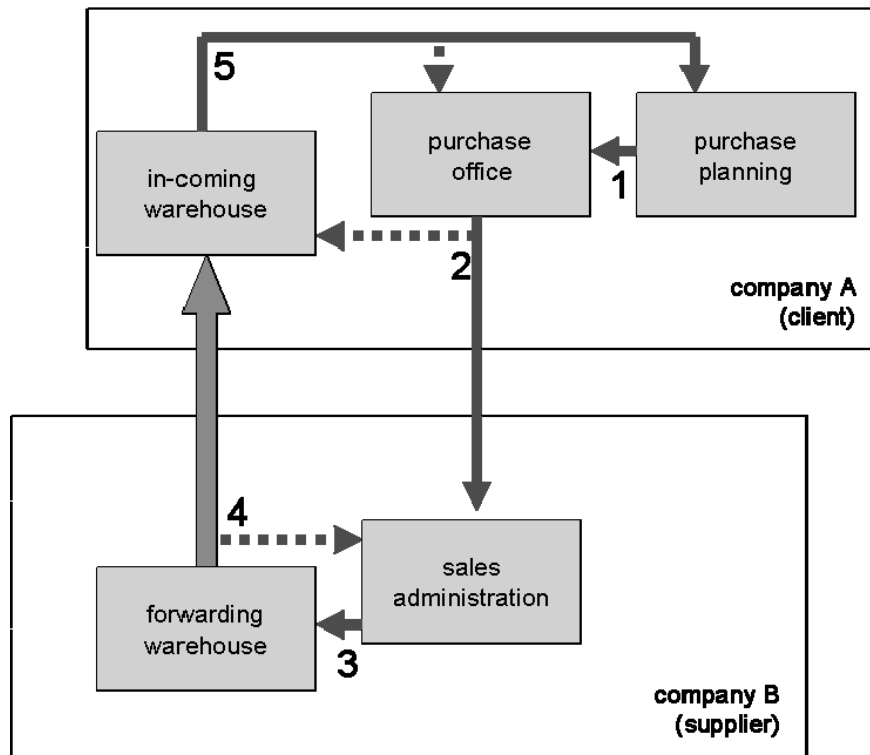 5
in-coming
warehouse
purchase
office
purchase
planning
1
2
company A
(client)
4
sales
administration
forwarding
warehouse
3
company B
(supplier)